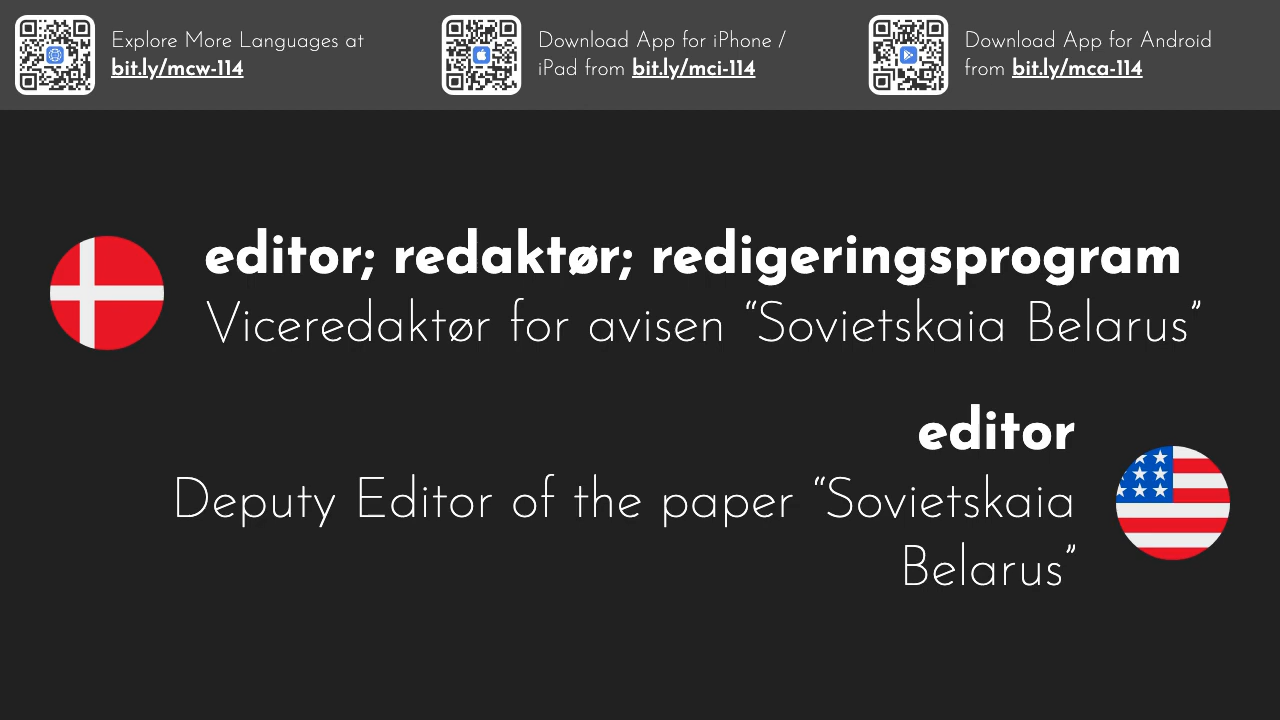 Explore More Languages at
bit.ly/mcw-114
Download App for iPhone /
iPad from bit.ly/mci-114
Download App for Android
from bit.ly/mca-114
editor; redaktør; redigeringsprogram
Viceredaktør for avisen “Sovietskaia Belarus”
editor
Deputy Editor of the paper “Sovietskaia
Belarus”